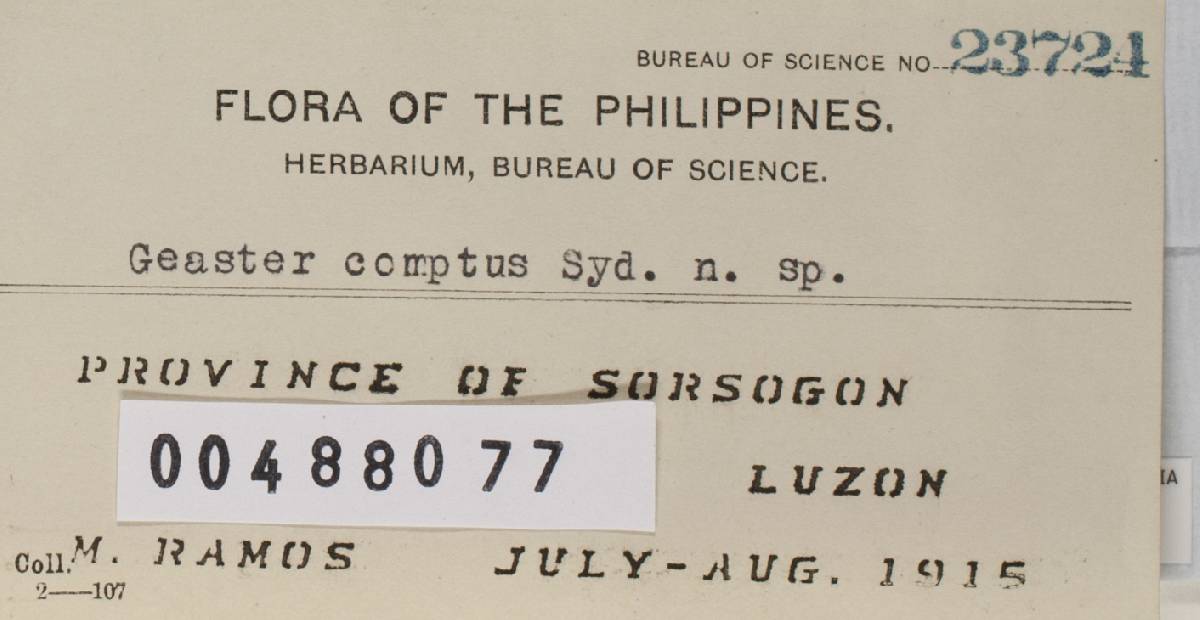 BUREAU OF SCIENCE NO. 23724
FLORA OF THE PHILIPPINES.
HERBARIUM, BUREAU OF SCIENCE.
Geaster comptus Syd. n. sp.
PROVINCE OF SORSOGON
00488077
LUZON
Coll. M. RAMOS JULY-AUG. 1915
2——107
IA